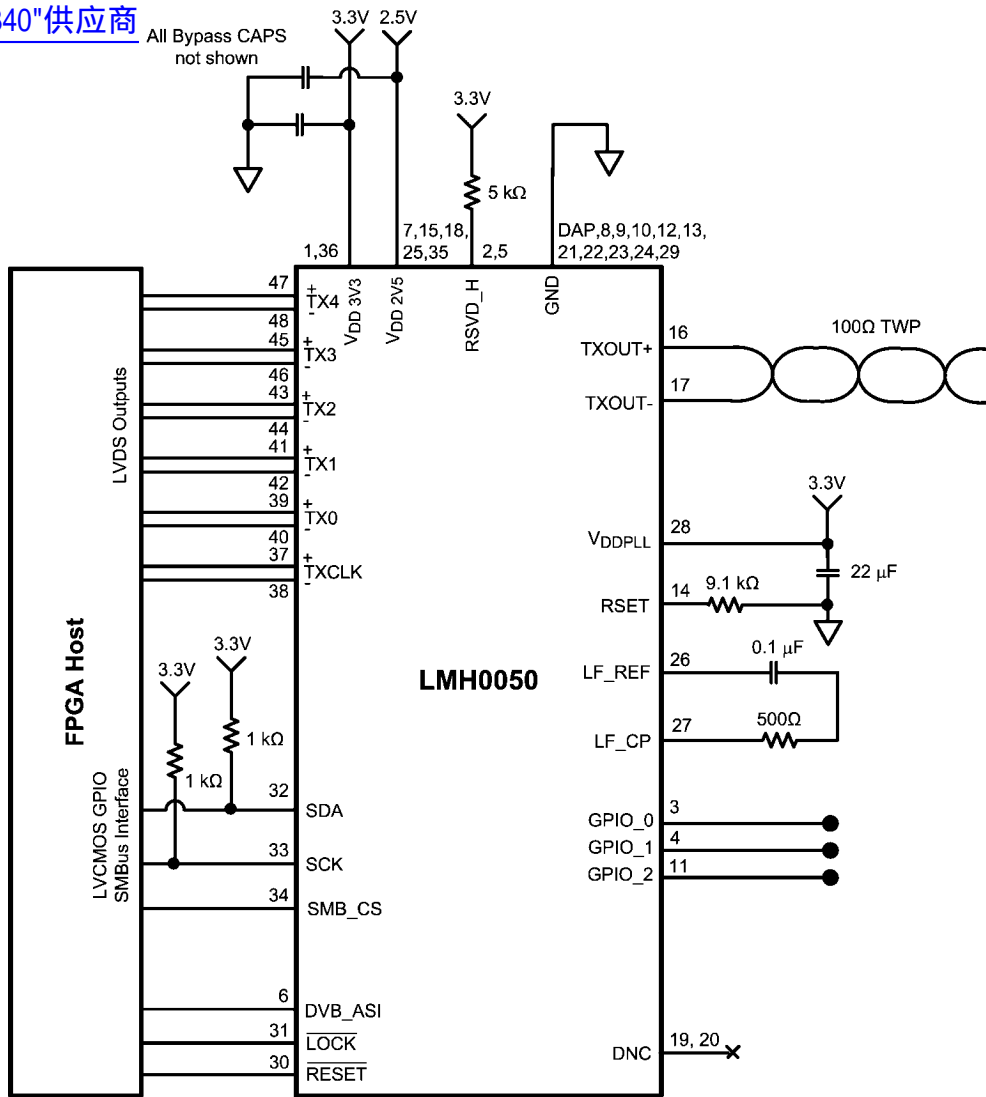 340"供应商
All Bypass CAPS
not shown
3.3V 2.5V
3.3V
5 kΩ
1,36
7,15,18,
25,35
2,5
DAP,8,9,10,12,13,
21,22,23,24,29
VDD 3V3
VDD 2V5
RSVD_H
GND
FPGA Host
LVDS Outputs
LVCMOS GPIO
SMBus Interface
LMH0050
47
+
TX4
-
48
45
+
TX3
-
46
43
+
TX2
-
44
41
+
TX1
-
42
39
+
TX0
-
40
37
+
TXCLK
-
38
3.3V
3.3V
1 kΩ
1 kΩ
32
SDA
33
SCK
34
SMB_CS
6
DVB_ASI
31
LOCK
30
RESET
TXOUT+
16
100Ω TWP
TXOUT-
17
3.3V
VDDPLL
28
22 µF
RSET
14
9.1 kΩ
LF_REF
26
0.1 µF
LF_CP
27
500Ω
GPIO_0
3
GPIO_1
4
GPIO_2
11
DNC
19, 20